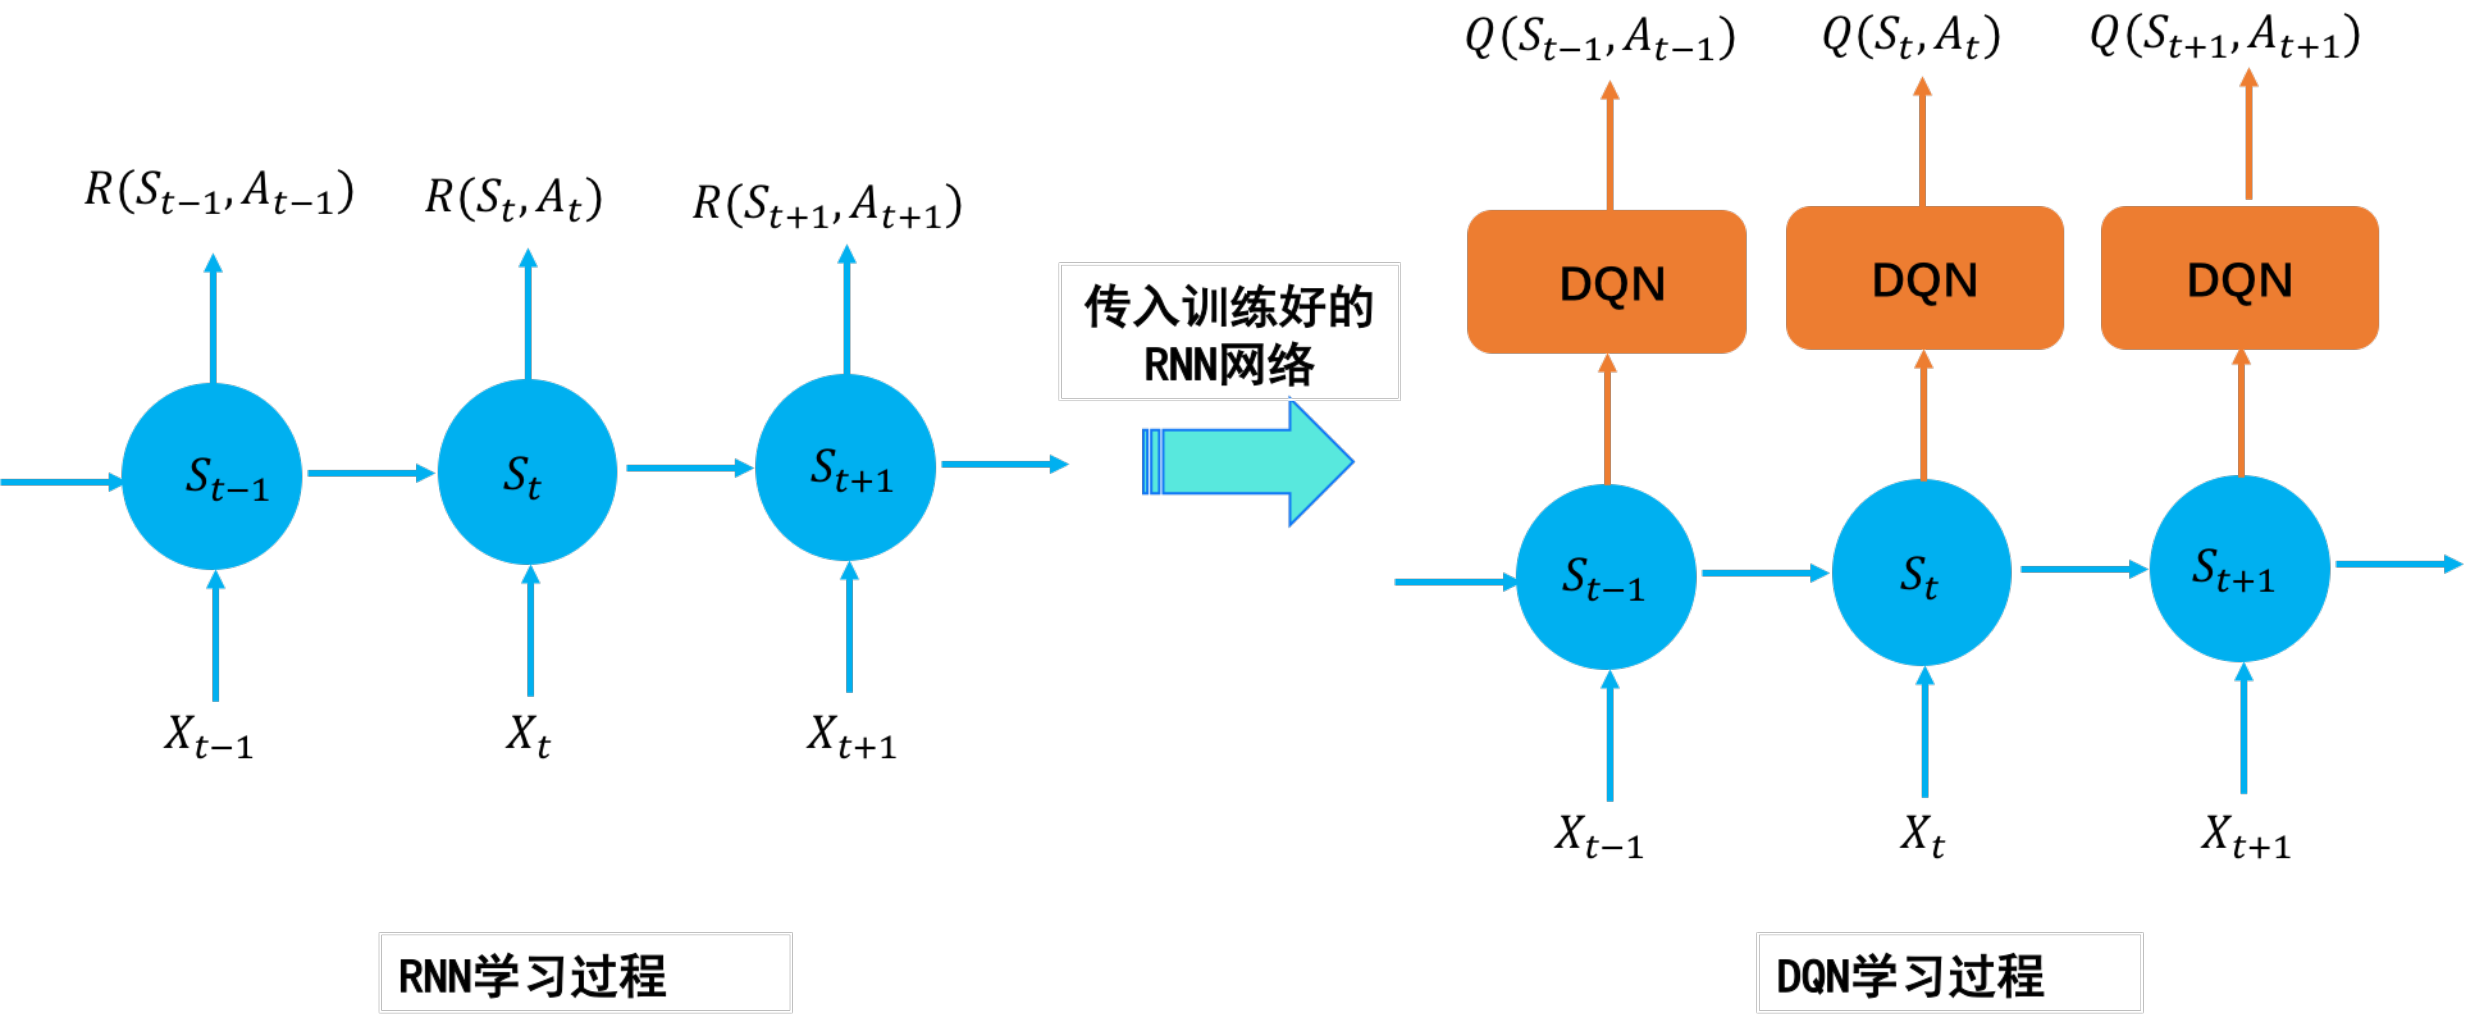 R(S_{t-1}, A_{t-1})
R(S_t, A_t)
R(S_{t+1}, A_{t+1})
S_{t-1}
S_t
S_{t+1}
X_{t-1}
X_t
X_{t+1}
RNN学习过程
传入训练好的
RNN网络
Q(S_{t-1}, A_{t-1})
Q(S_t, A_t)
Q(S_{t+1}, A_{t+1})
DQN
DQN
DQN
S_{t-1}
S_t
S_{t+1}
X_{t-1}
X_t
X_{t+1}
DQN学习过程